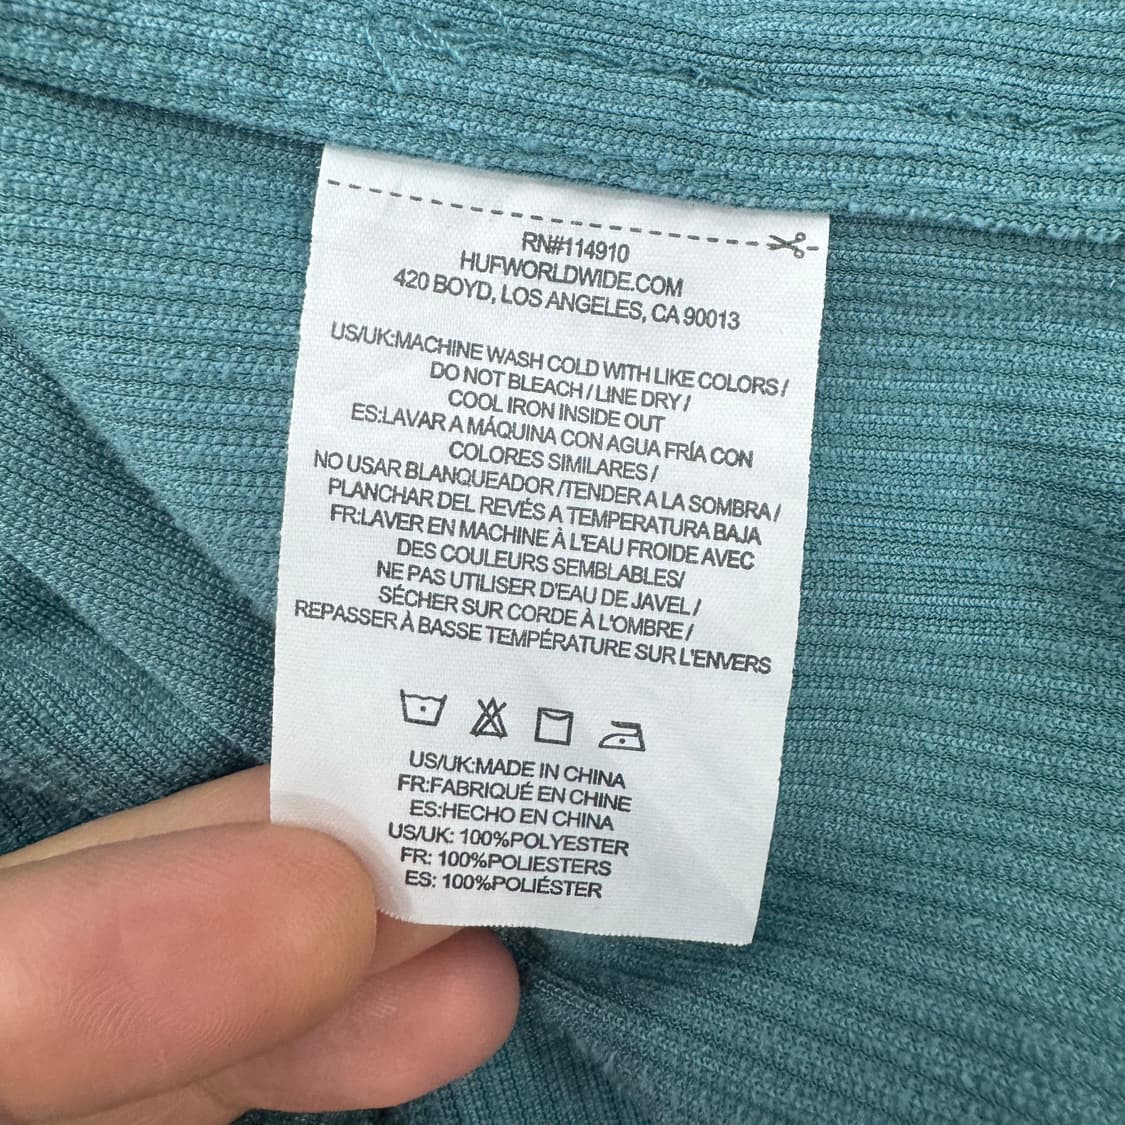 RN#114910
HUFWORLDWIDE.COM
420 BOYD, LOS ANGELES, CA 90013
US/UK:MACHINE WASH COLD WITH LIKE COLORS /
DO NOT BLEACH / LINE DRY /
COOL IRON INSIDE OUT
ES:LAVAR A MÁQUINA CON AGUA FRÍA CON
COLORES SIMILARES /
NO USAR BLANQUEADOR /TENDER A LA SOMBRA /
PLANCHAR DEL REVÉS A TEMPERATURA BAJA
FR:LAVER EN MACHINE À L'EAU FROIDE AVEC
DES COULEURS SEMBLABLES/
NE PAS UTILISER D'EAU DE JAVEL /
SÉCHER SUR CORDE À L'OMBRE /
REPASSER À BASSE TEMPÉRATURE SUR L'ENVERS
US/UK:MADE IN CHINA
FR:FABRIQUÉ EN CHINE
ES:HECHO EN CHINA
US/UK: 100%POLYESTER
FR: 100%POLIESTERS
ES: 100%POLIÉSTER